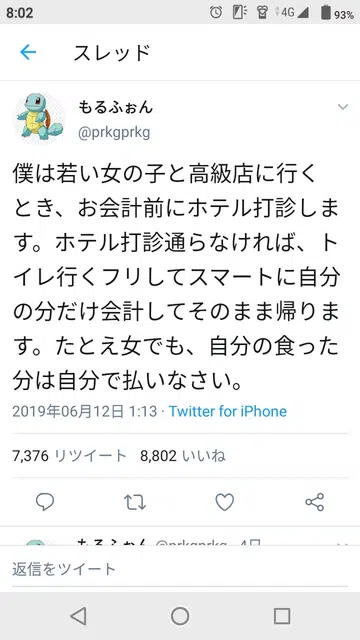 8:02
4G
93%
スレッド
もるふぉん
@prkgprkg
僕は若い女の子と高級店に行く
とき、お会計前にホテル打診しま
す。ホテル打診通らなければ、ト
イレ行くフリしてスマートに自分
の分だけ会計してそのまま帰りま
す。たとえ女でも、自分の食った
分は自分で払いなさい。
2019年06月12日 1:13 · Twitter for iPhone
7,376 リツイート 8,802 いいね
もるふぉん @prkgprkg · 4日
返信をツイート